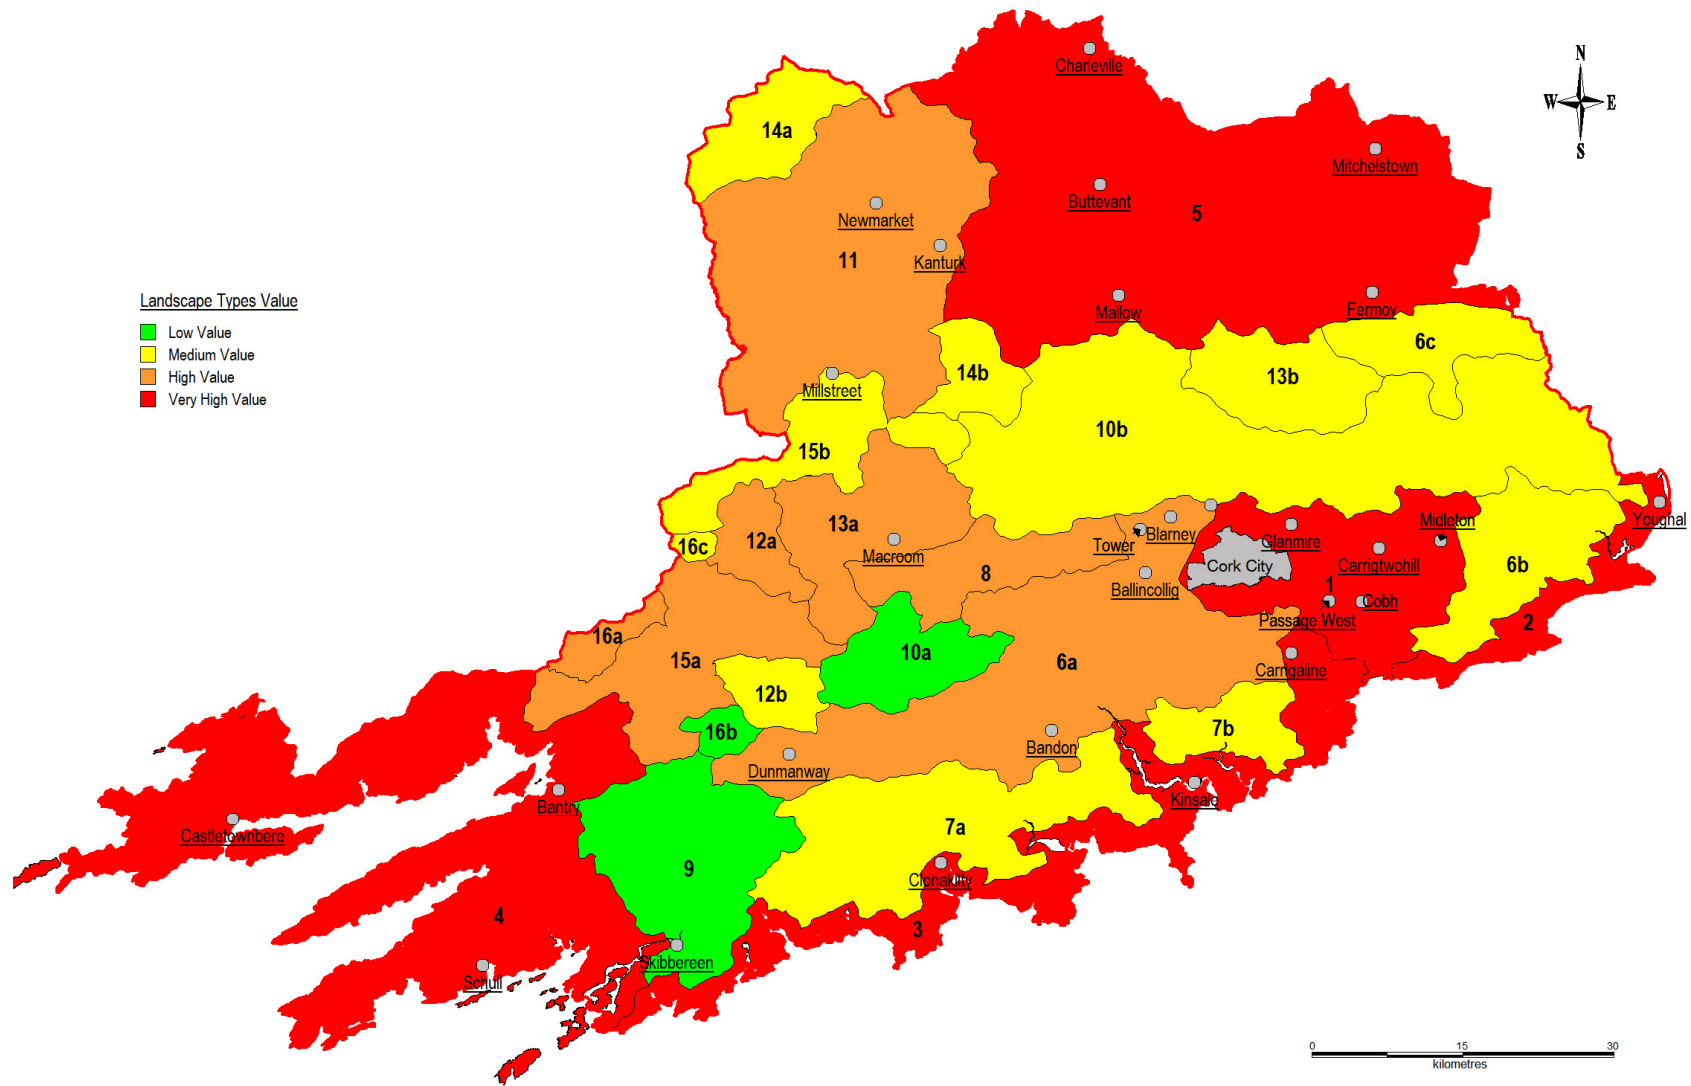 N
W E
S
Charleville
14a
Mitchelstown
Buttevant
5
Newmarket
11
Kanturk
Landscape Types Value
Low Value
Medium Value
High Value
Very High Value
Mallow
Fermoy
6c
14b
13b
Millstreet
10b
15b
13a
12a
16c
Macroom
8
Tower
Blarney
Ballincollig
Glanmire
Cork City
Midleton
Carrigtwohill
Youghal
6b
1
Cobh
Passage West
2
16a
15a
10a
6a
Carrigaline
12b
16b
7b
Bandon
Dunmanway
Bantry
Kinsale
Castletownbere
7a
9
Clonakilty
4
3
Skibbereen
Schull
0 15 30
kilometres